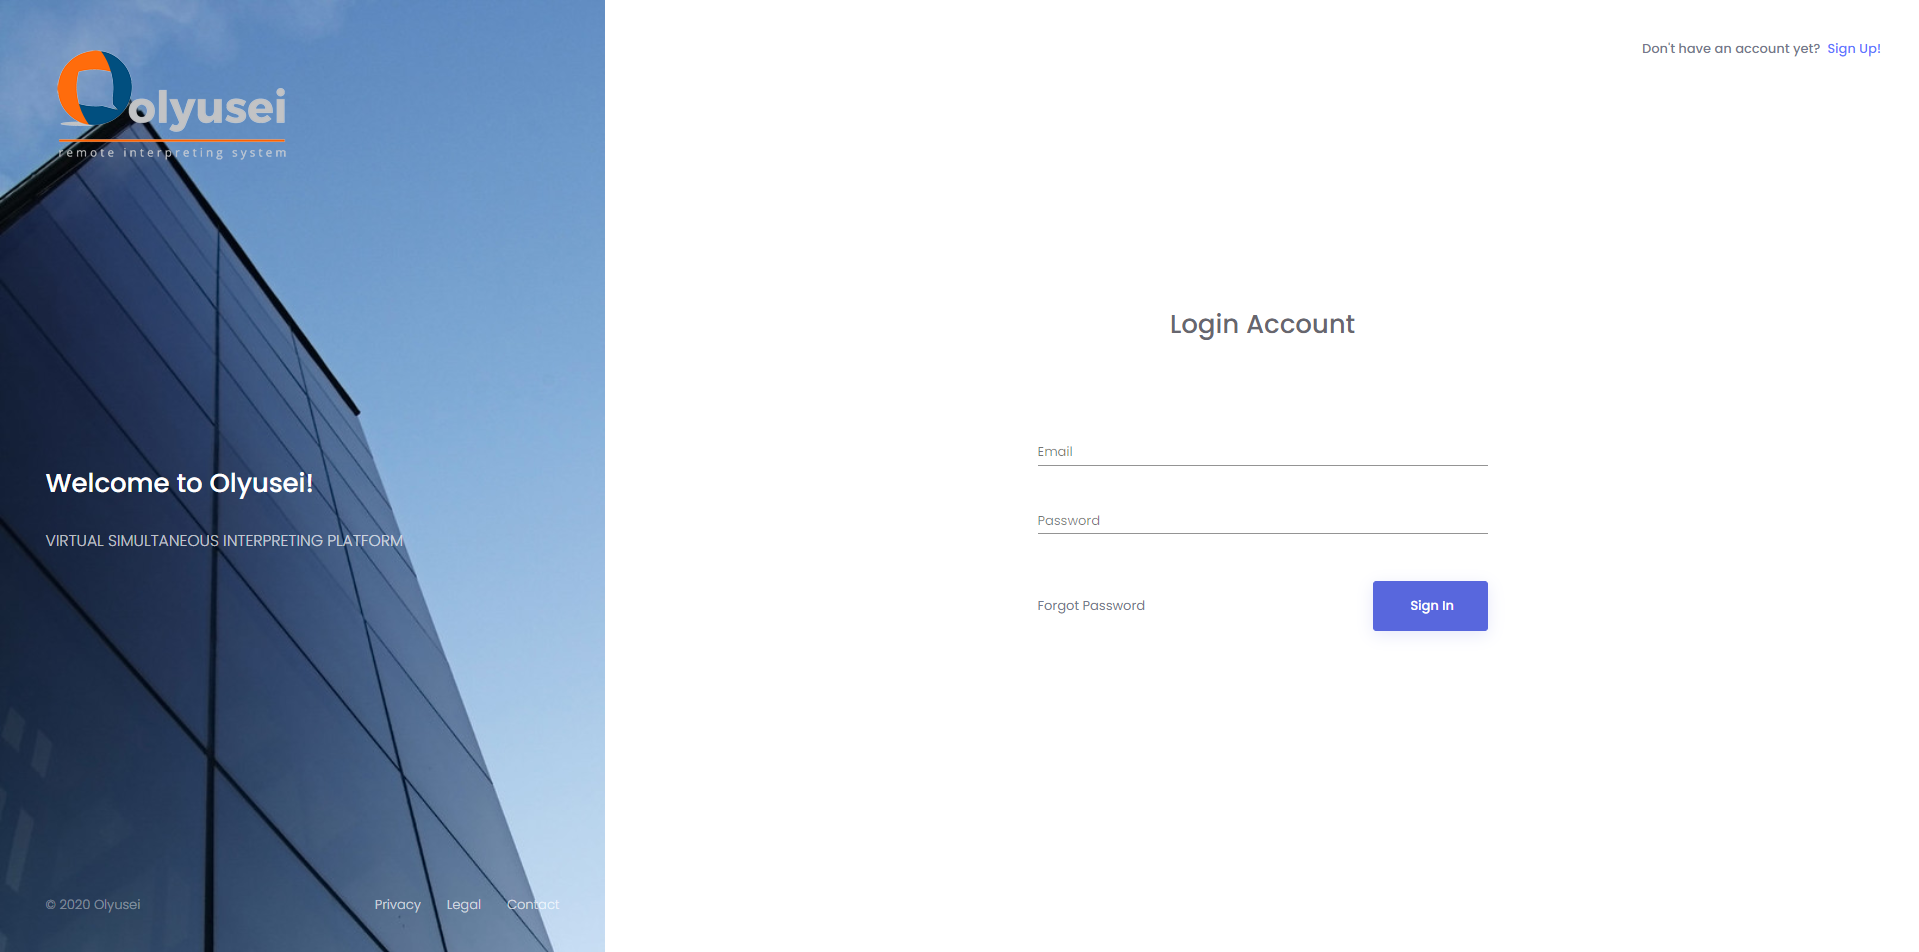 olyusei
remote interpreting system
Welcome to Olyusei!
VIRTUAL SIMULTANEOUS INTERPRETING PLATFORM
© 2020 Olyusei
Privacy Legal Contact
Don't have an account yet? Sign Up!
Login Account
Email
Password
Forgot Password
Sign In